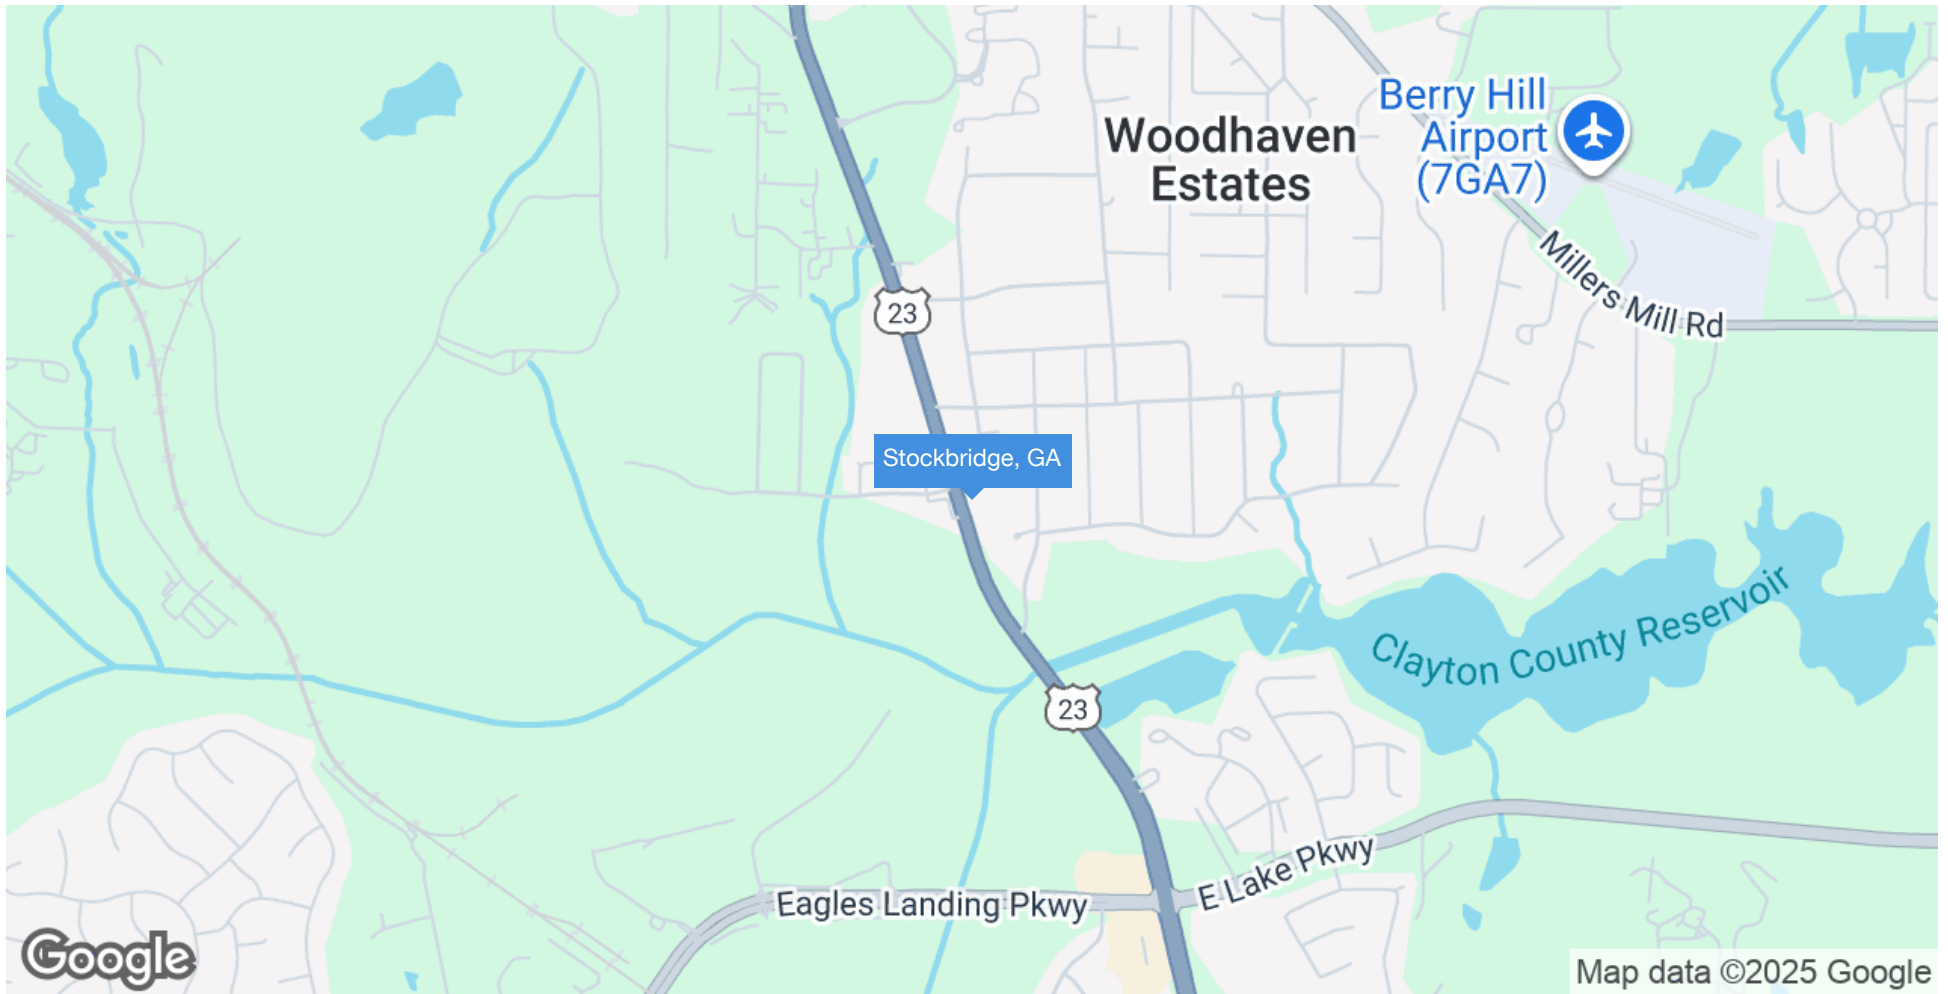 Berry Hill
Airport
(7GA7)
Woodhaven
Estates
Millers Mill Rd
23
Stockbridge, GA
Clayton County Reservoir
23
E Lake Pkwy
Eagles Landing Pkwy
Google
Map data ©2025 Google